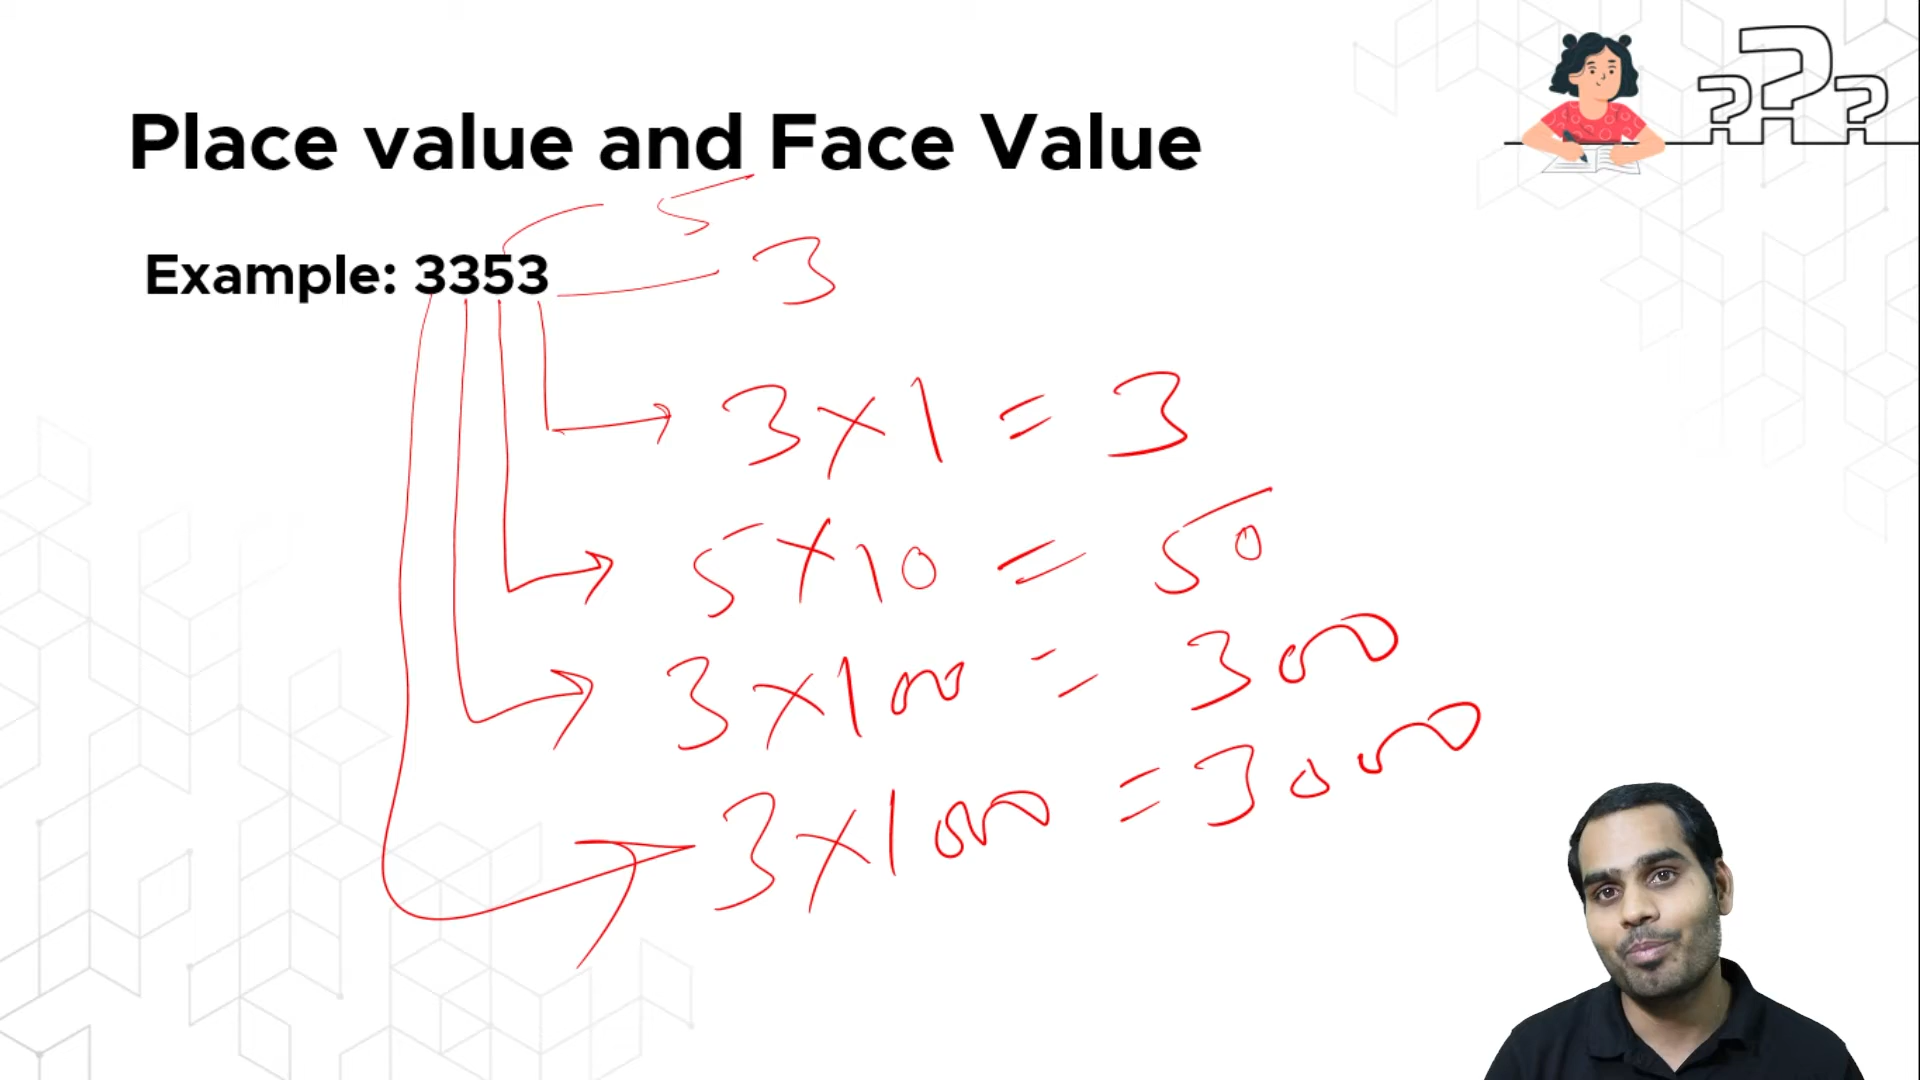 ???
Place value and Face Value
5
Example: 3353 3
3 × 1 = 3
5 × 10 = 50
3 × 100 = 300
3 × 1000 = 3000